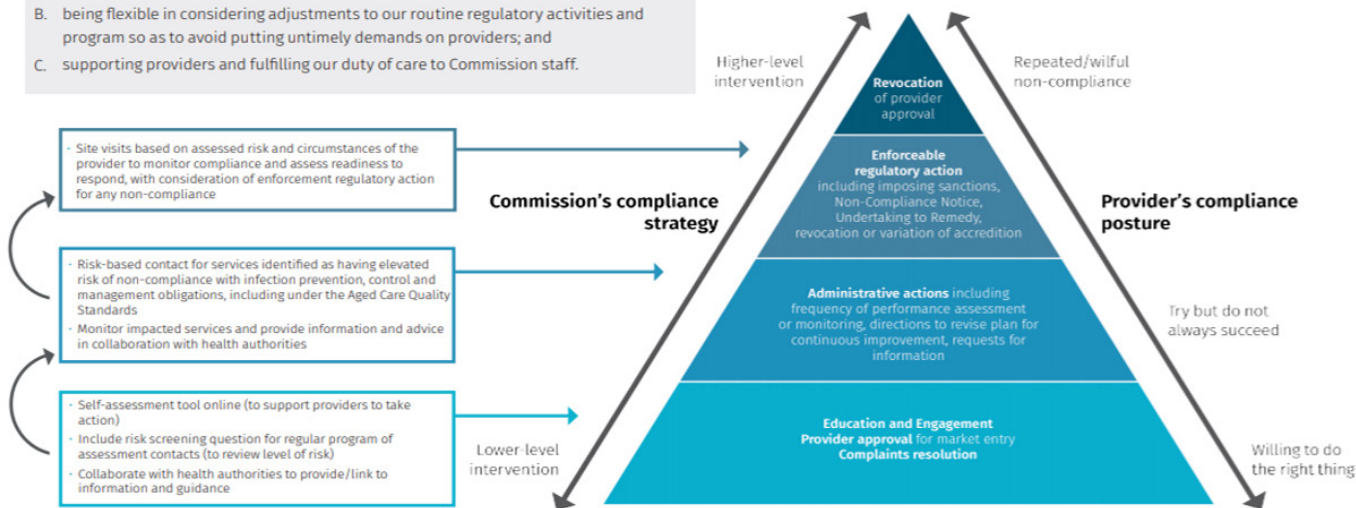 B. being flexible in considering adjustments to our routine regulatory activities and
program so as to avoid putting untimely demands on providers; and
C. supporting providers and fulfilling our duty of care to Commission staff.
· Site visits based on assessed risk and circumstances of the
provider to monitor compliance and assess readiness to
respond, with consideration of enforcement regulatory action
for any non-compliance
· Risk-based contact for services identified as having elevated
risk of non-compliance with infection prevention, control and
management obligations, including under the Aged Care Quality
Standards
· Monitor impacted services and provide information and advice
in collaboration with health authorities
· Self-assessment tool online (to support providers to take
action)
· Include risk screening question for regular program of
assessment contacts (to review level of risk)
· Collaborate with health authorities to provide/link to
information and guidance
Higher-level
intervention
Commission's compliance
strategy
Lower-level
intervention
Revocation
of provider
approval
Enforceable
regulatory action
including imposing sanctions,
Non-Compliance Notice,
Undertaking to Remedy,
revocation or variation of accredition
Administrative actions including
frequency of performance assessment
or monitoring, directions to revise plan for
continuous improvement, requests for
information
Education and Engagement
Provider approval for market entry
Complaints resolution
Repeated/wilful
non-compliance
Provider's compliance
posture
Try but do not
always succeed
Willing to do
the right thing